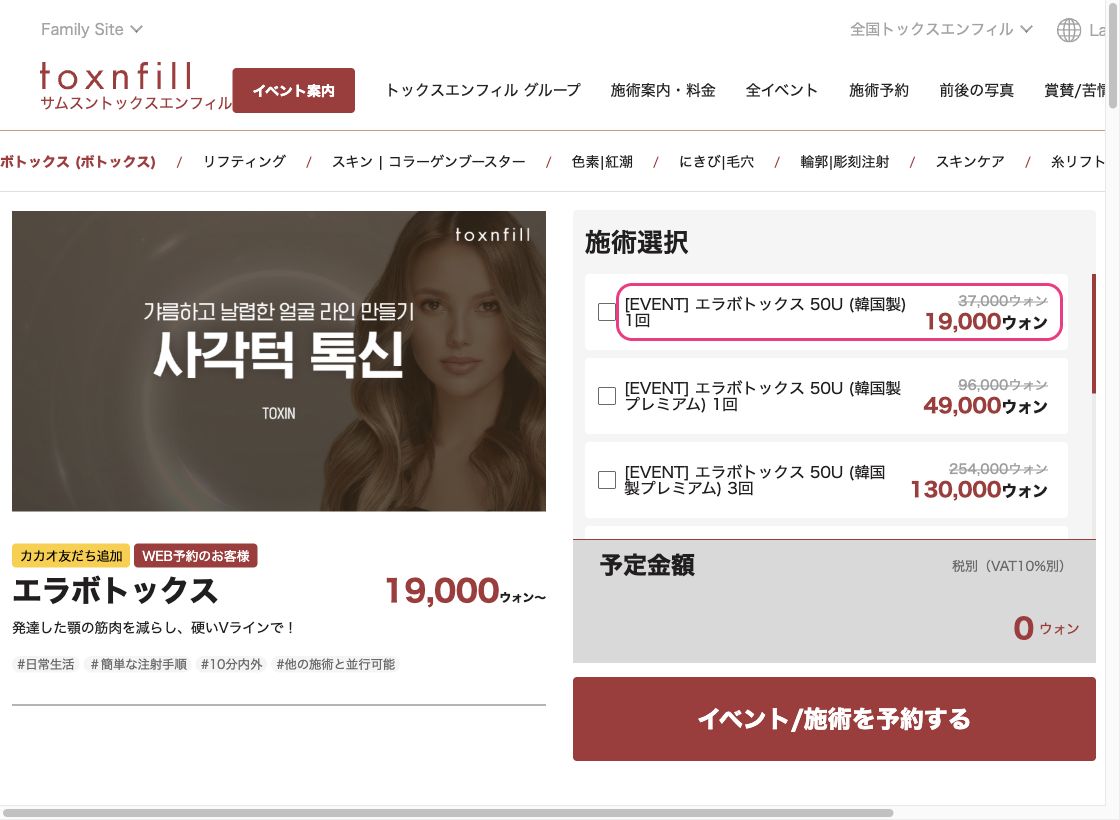 Family Site
全国トックスエンフィル
La
toxnfill
サムスントックスエンフィル
イベント案内
トックスエンフィル グループ
施術案内・料金
全イベント
施術予約
前後の写真
賞賛/苦情
ボトックス (ボトックス)
/
リフティング
/
スキン | コラーゲンブースター
/
色素|紅潮
/
にきび|毛穴
/
輪郭|彫刻注射
/
スキンケア
/
糸リフト
toxnfill
갸름하고 날렵한 얼굴 라인 만들기
사각턱 톡신
TOXIN
カカオ友だち追加
WEB予約のお客様
エラボトックス
19,000ウォン〜
発達した顎の筋肉を減らし、硬いVラインで！
#日常生活
#簡単な注射手順
#10分内外
#他の施術と並行可能
施術選択
[EVENT] エラボトックス 50U (韓国製)
1回
37,000ウォン
19,000ウォン
[EVENT] エラボトックス 50U (韓国製
プレミアム) 1回
96,000ウォン
49,000ウォン
[EVENT] エラボトックス 50U (韓国
製プレミアム) 3回
254,000ウォン
130,000ウォン
予定金額
税別（VAT10%別）
0 ウォン
イベント/施術を予約する